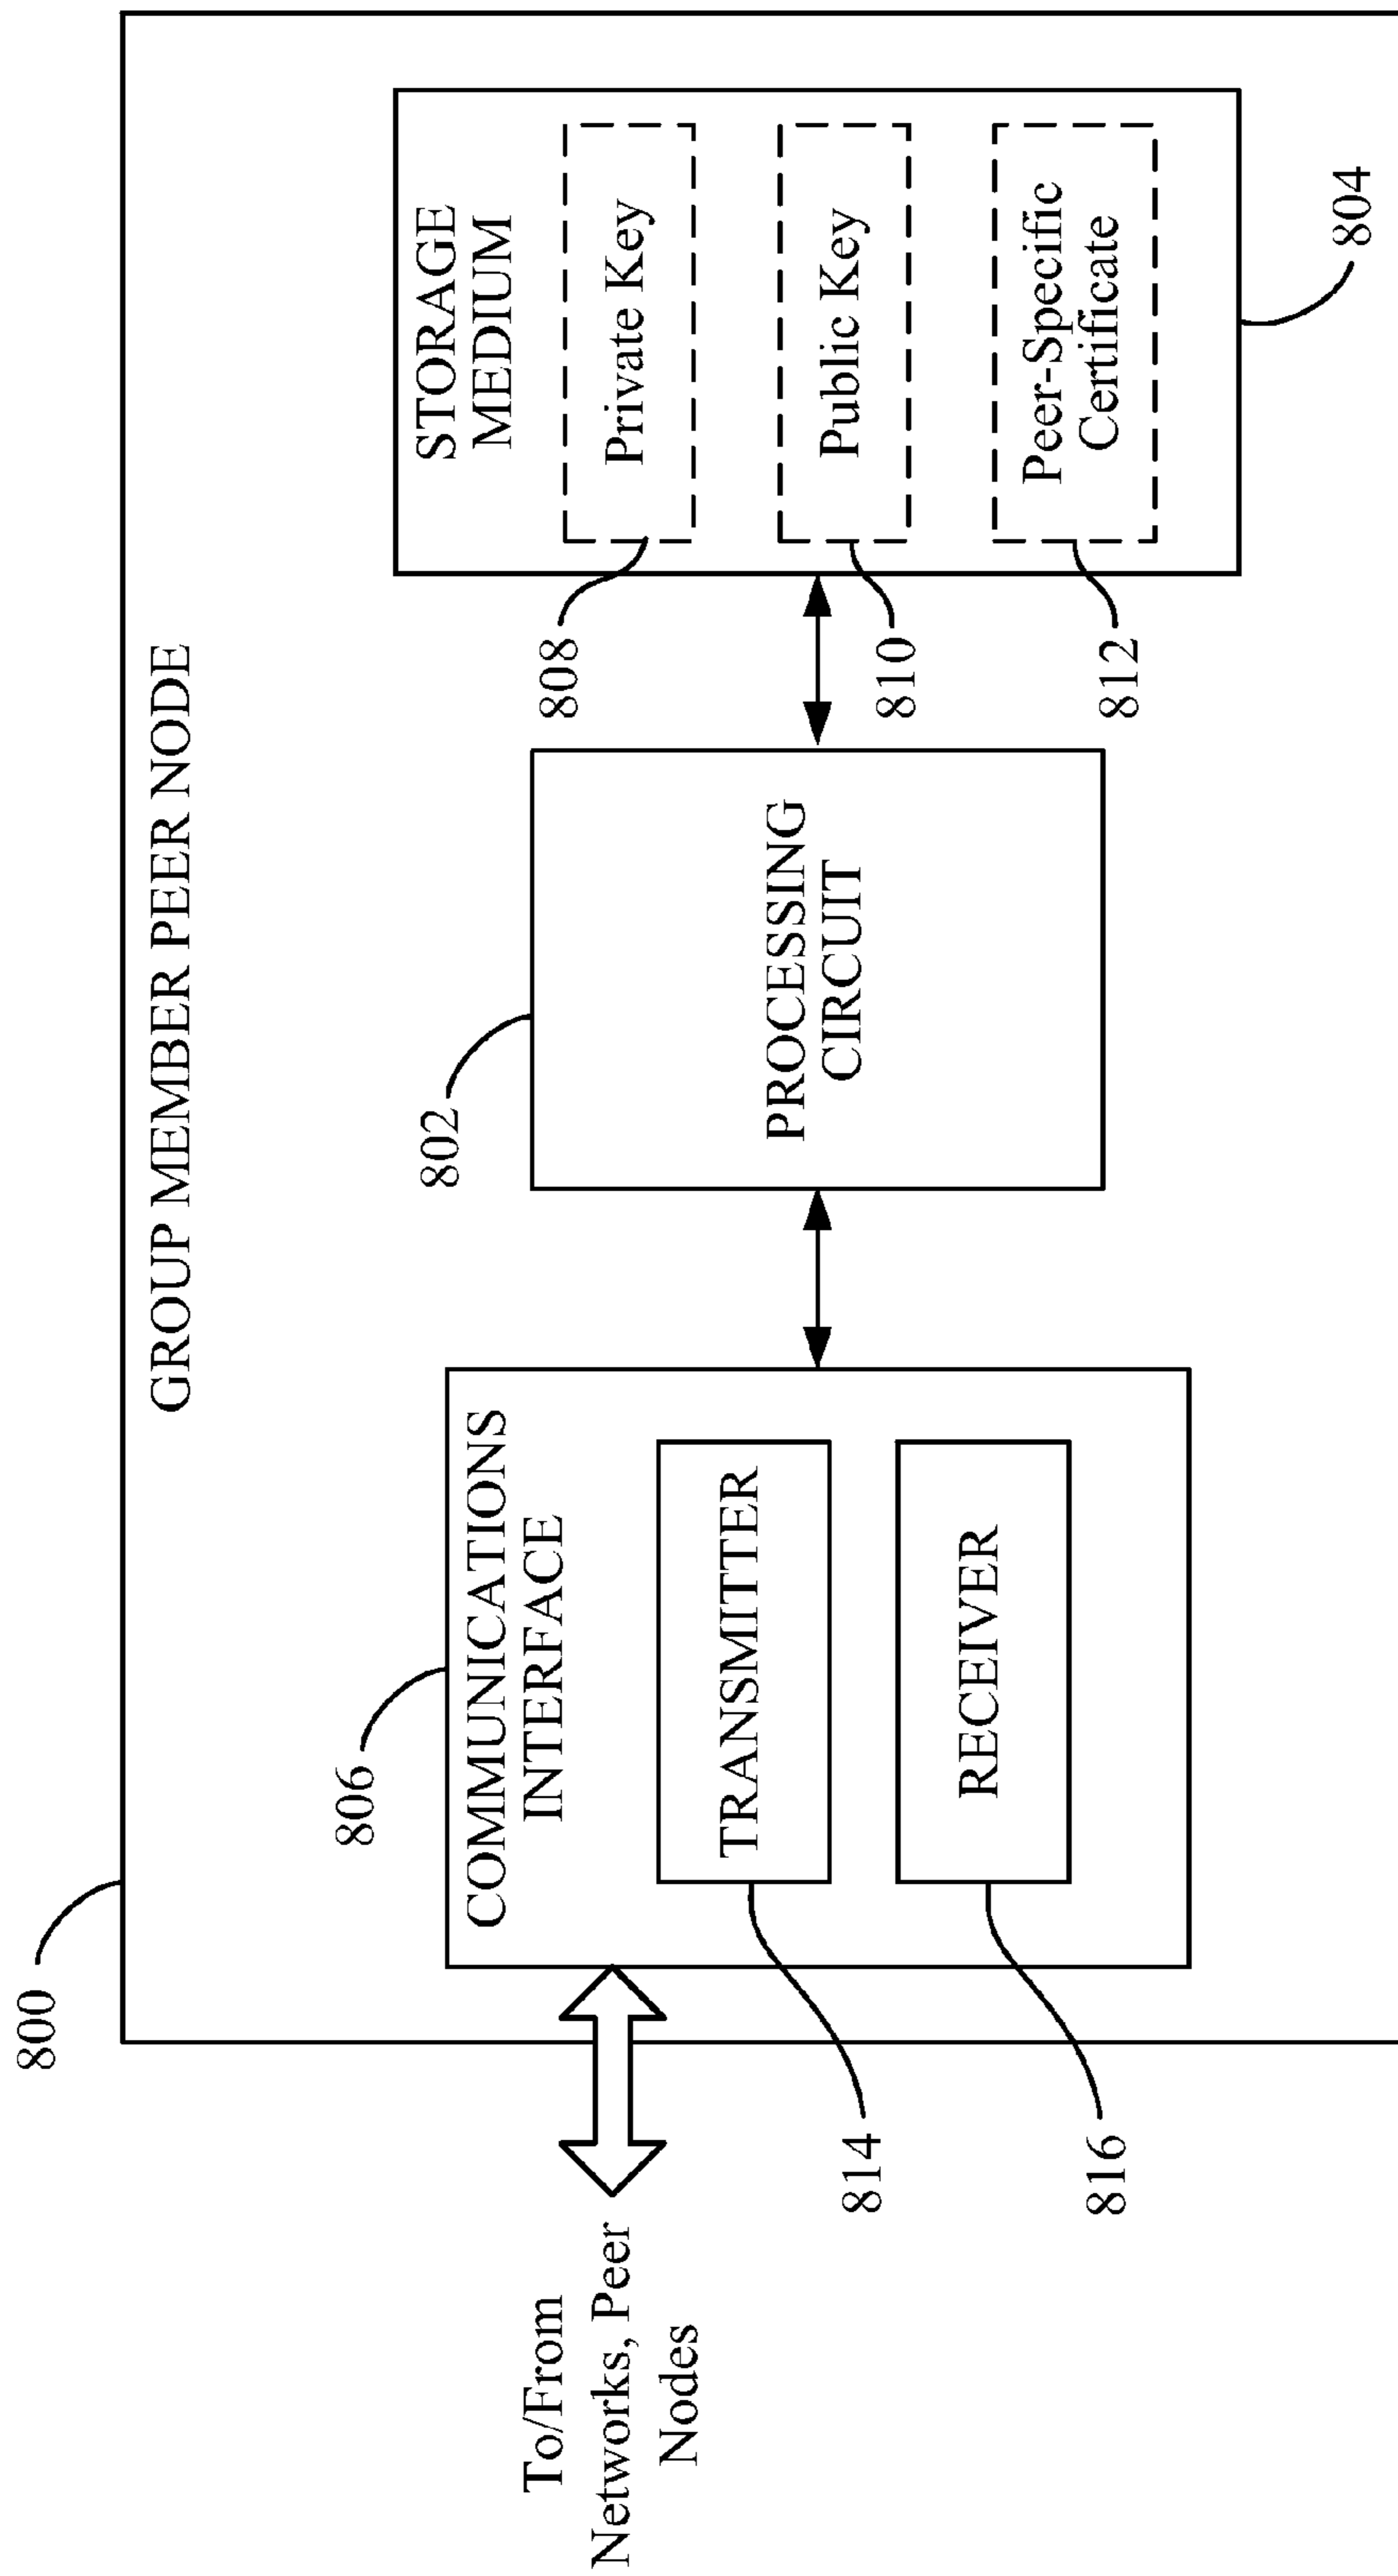 800
GROUP MEMBER PEER NODE
806
COMMUNICATIONS
INTERFACE
TRANSMITTER
RECEIVER
814
816
To/From
Networks, Peer
Nodes
802
PROCESSING
CIRCUIT
STORAGE
MEDIUM
Private Key
Public Key
Peer-Specific
Certificate
808
810
812
804